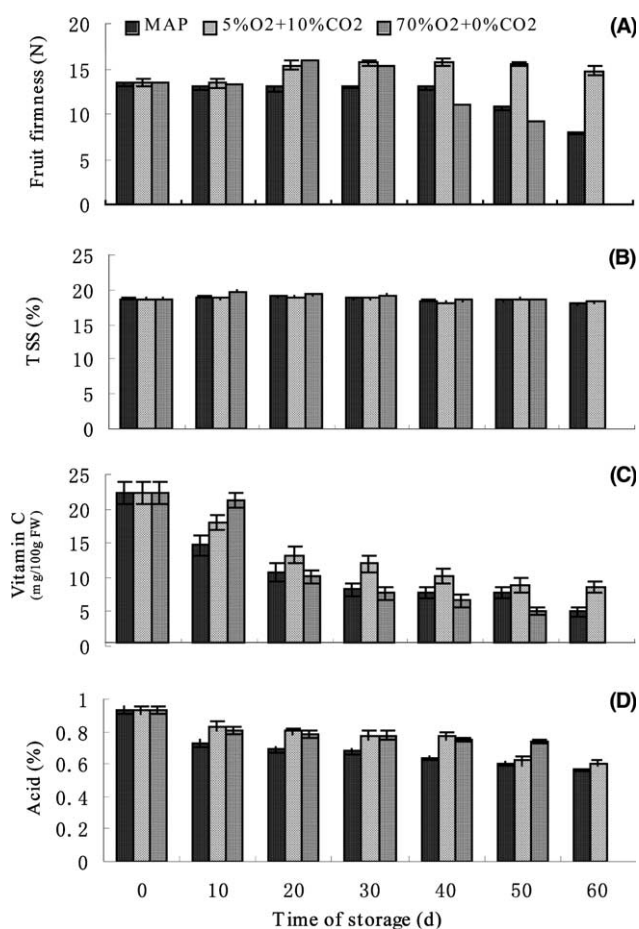 MAP 5%O2+10%CO2 70%O2+0%CO2
(A)
Fruit firmness (N)
20
15
10
5
0
(B)
TSS (%)
25
20
15
10
5
0
(C)
Vitamin C
(mg/100g FW)
25
20
15
10
5
0
(D)
Acid (%)
1
0.8
0.6
0.4
0.2
0
0 10 20 30 40 50 60
Time of storage (d)